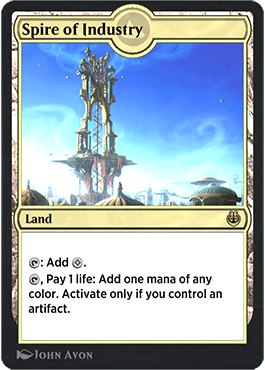 Spire of Industry
Land
: Add .
, Pay 1 life: Add one mana of any
color. Activate only if you control an
artifact.
JOHN AVON